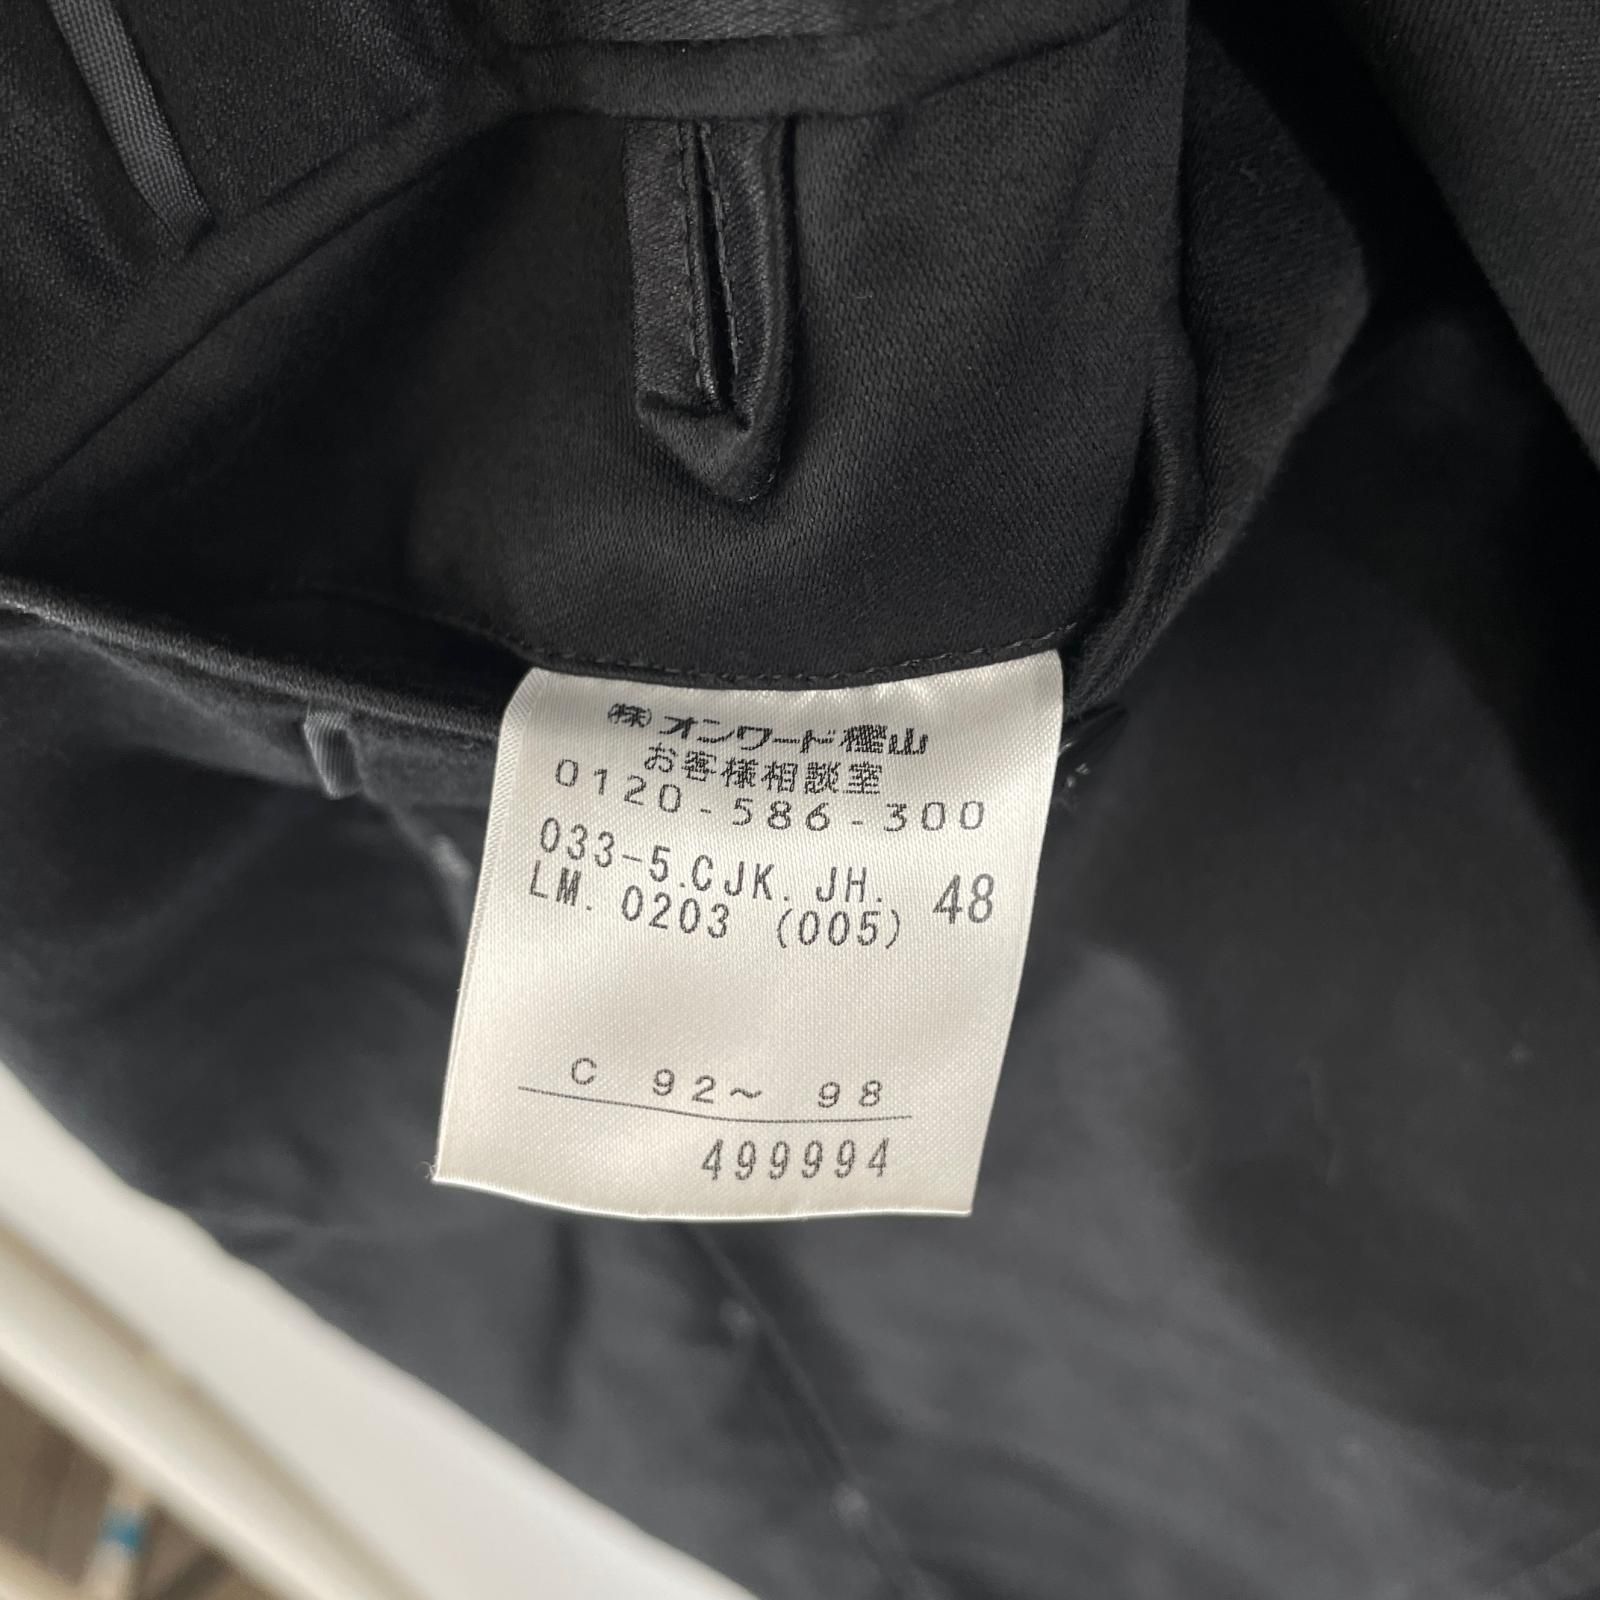 ㈱オンワード樫山
お客様相談室
0120-586-300
033-5.CJK.JH. 48
LM. 0203 (005)
C 92~ 98
499994